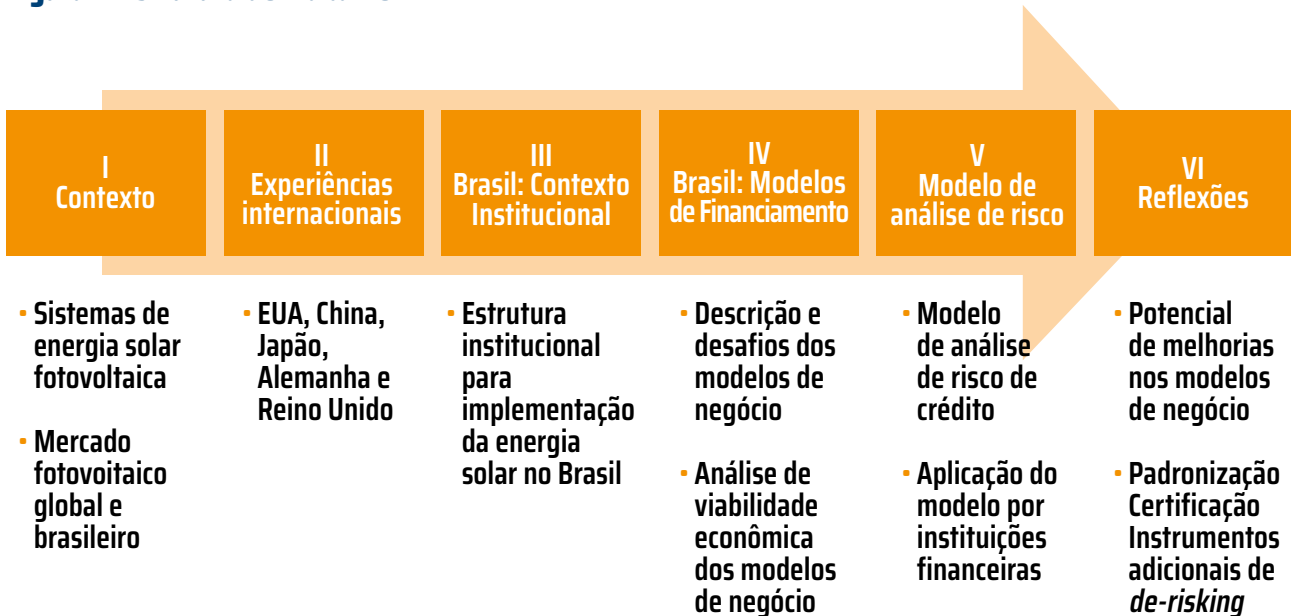 I
Contexto
II
Experiências
internacionais
III
Brasil: Contexto
Institucional
IV
Brasil: Modelos
de Financiamento
V
Modelo de
análise de risco
VI
Reflexões
· Sistemas de
energia solar
fotovoltaica
· Mercado
fotovoitaico
global e
brasileiro
· EUA, China,
Japão,
Alemanha e
Reino Unido
· Estrutura
institucional
para
implementação
da energia
solar no Brasil
· Descrição e
desafios dos
modelos de
negócio
· Análise de
viabilidade
econômica
dos modelos
de negócio
· Modelo
de análise
de risco de
crédito
· Aplicação do
modelo por
instituições
financeiras
· Potencial
de melhorias
nos modelos
de negócio
· Padronização
Certificação
Instrumentos
adicionais de
de-risking